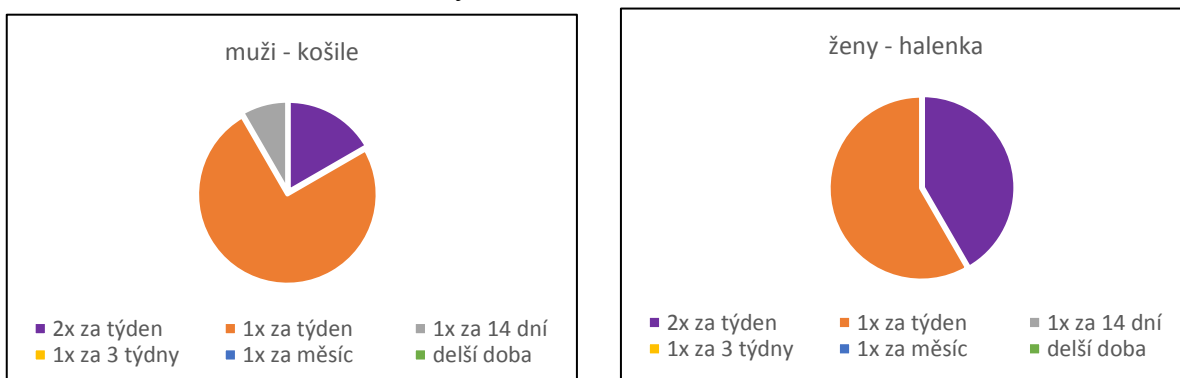 muži - košile
2x za týden 1x za týden 1x za 14 dní
1x za 3 týdny 1x za měsíc delší doba
ženy - halenka
2x za týden 1x za týden 1x za 14 dní
1x za 3 týdny 1x za měsíc delší doba